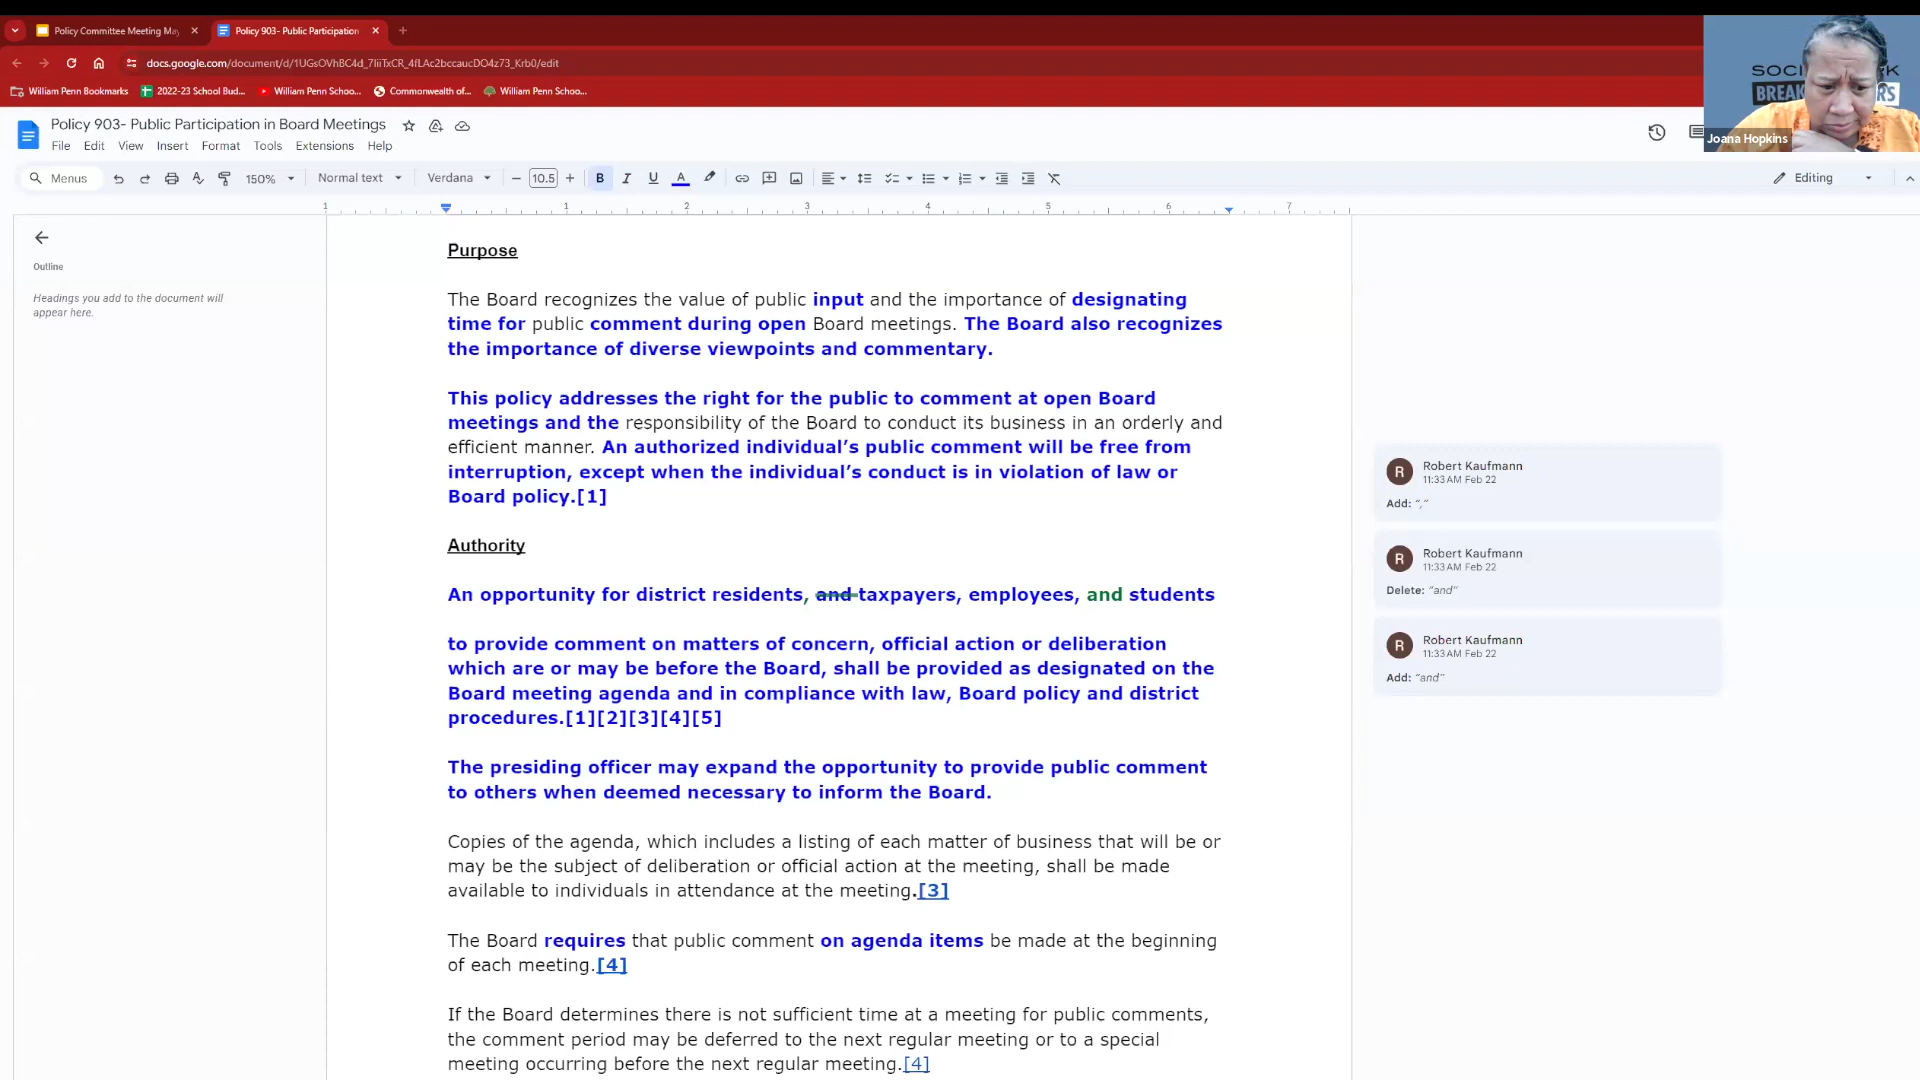 Policy Committee Meeting May
Policy 903- Public Participation
docs.google.com/document/d/1UGsOVhBC4d_7IiiTxCR_4fLAc2bccaucDO4z73_Krb0/edit
William Penn Bookmarks
2022-23 School Bud...
William Penn Schoo...
Commonwealth of...
William Penn Schoo...
Policy 903- Public Participation in Board Meetings
File Edit View Insert Format Tools Extensions Help
Menus
150%
Normal text
Verdana
10.5
Editing
Joana Hopkins
1 1 2 3 4 5 6 7
Outline
Headings you add to the document will
appear here.
Purpose
The Board recognizes the value of public input and the importance of designating
time for public comment during open Board meetings. The Board also recognizes
the importance of diverse viewpoints and commentary.
This policy addresses the right for the public to comment at open Board
meetings and the responsibility of the Board to conduct its business in an orderly and
efficient manner. An authorized individual’s public comment will be free from
interruption, except when the individual’s conduct is in violation of law or
Board policy.[1]
Authority
An opportunity for district residents, and taxpayers, employees, and students
to provide comment on matters of concern, official action or deliberation
which are or may be before the Board, shall be provided as designated on the
Board meeting agenda and in compliance with law, Board policy and district
procedures.[1][2][3][4][5]
The presiding officer may expand the opportunity to provide public comment
to others when deemed necessary to inform the Board.
Copies of the agenda, which includes a listing of each matter of business that will be or
may be the subject of deliberation or official action at the meeting, shall be made
available to individuals in attendance at the meeting.[3]
The Board requires that public comment on agenda items be made at the beginning
of each meeting.[4]
If the Board determines there is not sufficient time at a meeting for public comments,
the comment period may be deferred to the next regular meeting or to a special
meeting occurring before the next regular meeting.[4]
R
Robert Kaufmann
11:33 AM Feb 22
Add: “,”
R
Robert Kaufmann
11:33 AM Feb 22
Delete: “and”
R
Robert Kaufmann
11:33 AM Feb 22
Add: “and”